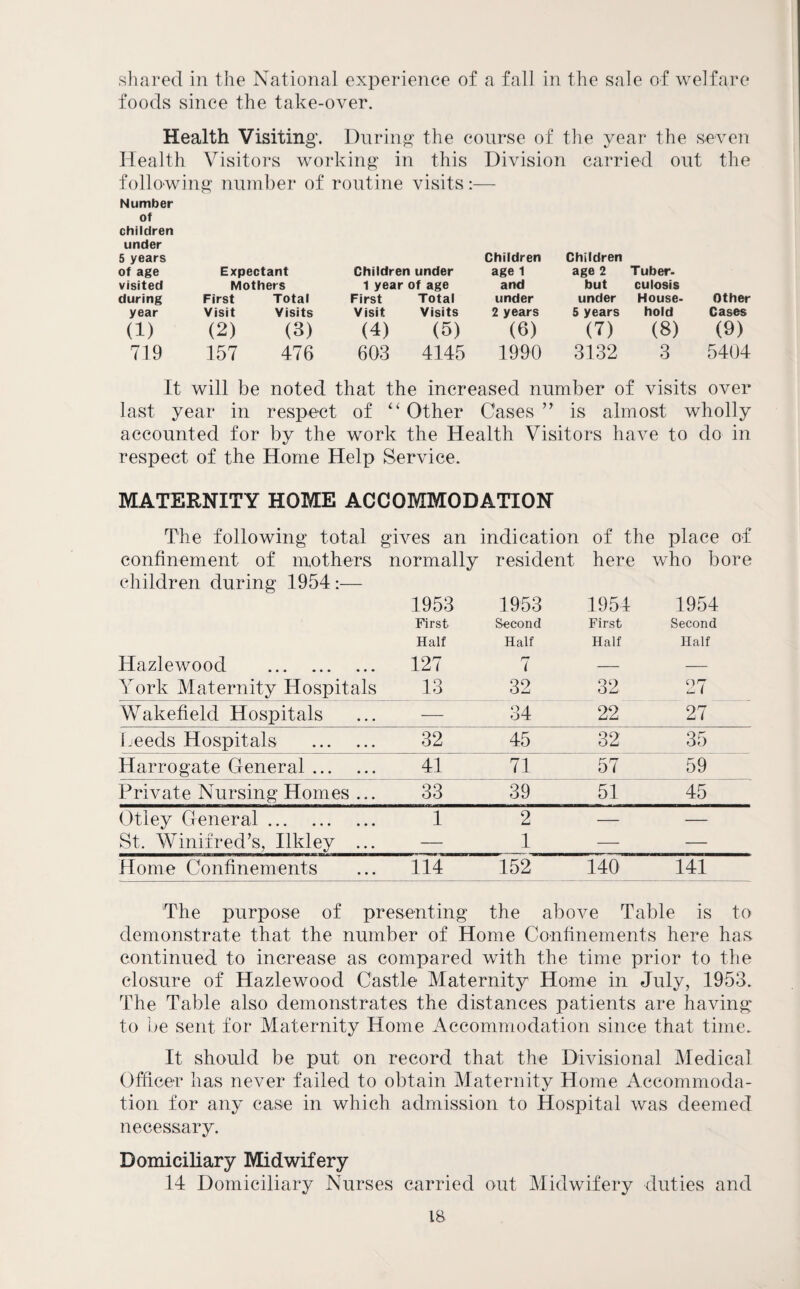 shared in the National experience of a fall in the sale of welfare
foods since the take-over.
Health Visiting. During the course of the year the seven
Health Visitors working in this Division carried out the
following number of routine visits:—
Number
of
children
under
5 years Children Children
of age Expectant Children under age 1 age 2 Tuber-
visited Mothers 1 year of age and but culosis
during First Total First Total under under House- Other
year Visit Visits Visit Visits 2 years 5 years hold Cases
(1) (2) (3) (4) (5) (6) (7) (8) (9)
719 157 476 603 4145 1990 3132 3 5404
It will be noted that the increased number of visits over
last year in respect of “Other Cases” is almost wholly
accounted for by the work the Health Visitors have to do in
respect of the Home Help Service.
MATERNITY HOME ACCOMMODATION
The following total gives an indication of the place of
confinement of mothers normally resident here who bore
children during 1954:—
1953 1953 1954 1954
First Second First Second
Half Half Half Half
Hazlewood ... ... ... 127 7 — —
York Maternity Hospitals 13 32 32 27
Wakefield Hospitals ... — 34 22 27
Leeds Hospitals ... ... 32 45 32 35
Harrogate General ... ... 41 71 57 59
Private Nursing Homes ... 33 39 51 45
Otley General ... ... ... 1 2 — —
St. Winifred's, Ilkley ... — 1 — —
Home Confinements ... 114 152 140 141
The purpose of presenting the above Table is to
demonstrate that the number of Home Confinements here has
continued to increase as compared with the time prior to the
closure of Hazlewood Castle Maternity Home in July, 1953.
The Table also demonstrates the distances patients are having
to be sent for Maternity Home Accommodation since that time.
It should be put on record that the Divisional Medical
Officer has never failed to obtain Maternity Home Accommoda-
tion for any case in which admission to Hospital was deemed
necessary.
Domiciliary Midwifery
14 Domiciliary Nurses carried out Midwifery duties and
18